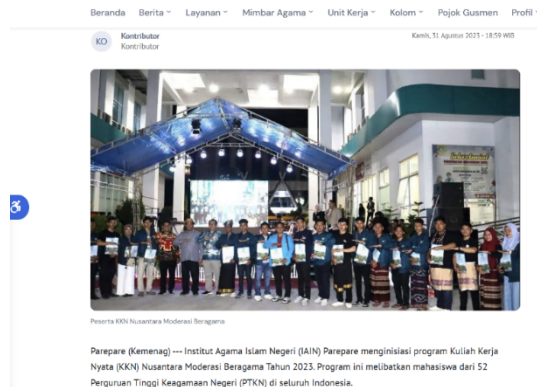 Beranda Berita Layanan Mimbar Agama Unit Kerja Kolom Pojok Gusmen Profil
KO
Kontributor
Kontributor
Kamis, 31 Agustus 2023 - 18:59 WIB
Peserta KKN Nusantara Moderasi Beragama
Parepare (Kemenag) --- Institut Agama Islam Negeri (IAIN) Parepare menginisiasi program Kuliah Kerja
Nyata (KKN) Nusantara Moderasi Beragama Tahun 2023. Program ini melibatkan mahasiswa dari 52
Perguruan Tinggi Keagamaan Negeri (PTKN) di seluruh Indonesia.